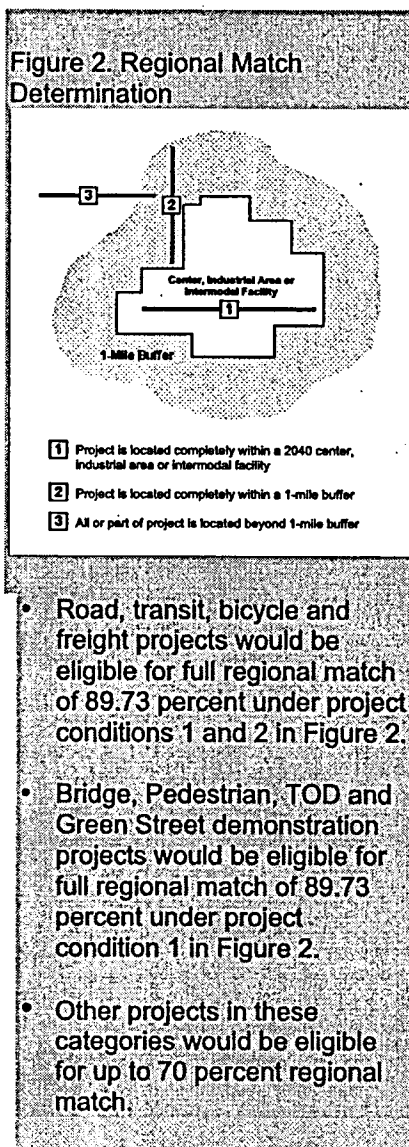 Figure 2. Regional Match
Determination
3
2
Center, Industrial Area or
Intermodal Facility
1
1-Mile Buffer
1 Project is located completely within a 2040 center,
industrial area or intermodal facility
2 Project is located completely within a 1-mile buffer
3 All or part of project is located beyond 1-mile buffer
• Road, transit, bicycle and
freight projects would be
eligible for full regional match
of 89.73 percent under project
conditions 1 and 2 in Figure 2.
• Bridge, Pedestrian, TOD and
Green Street demonstration
projects would be eligible for
full regional match of 89.73
percent under project
condition 1 in Figure 2.
• Other projects in these
categories would be eligible
for up to 70 percent regional
match.